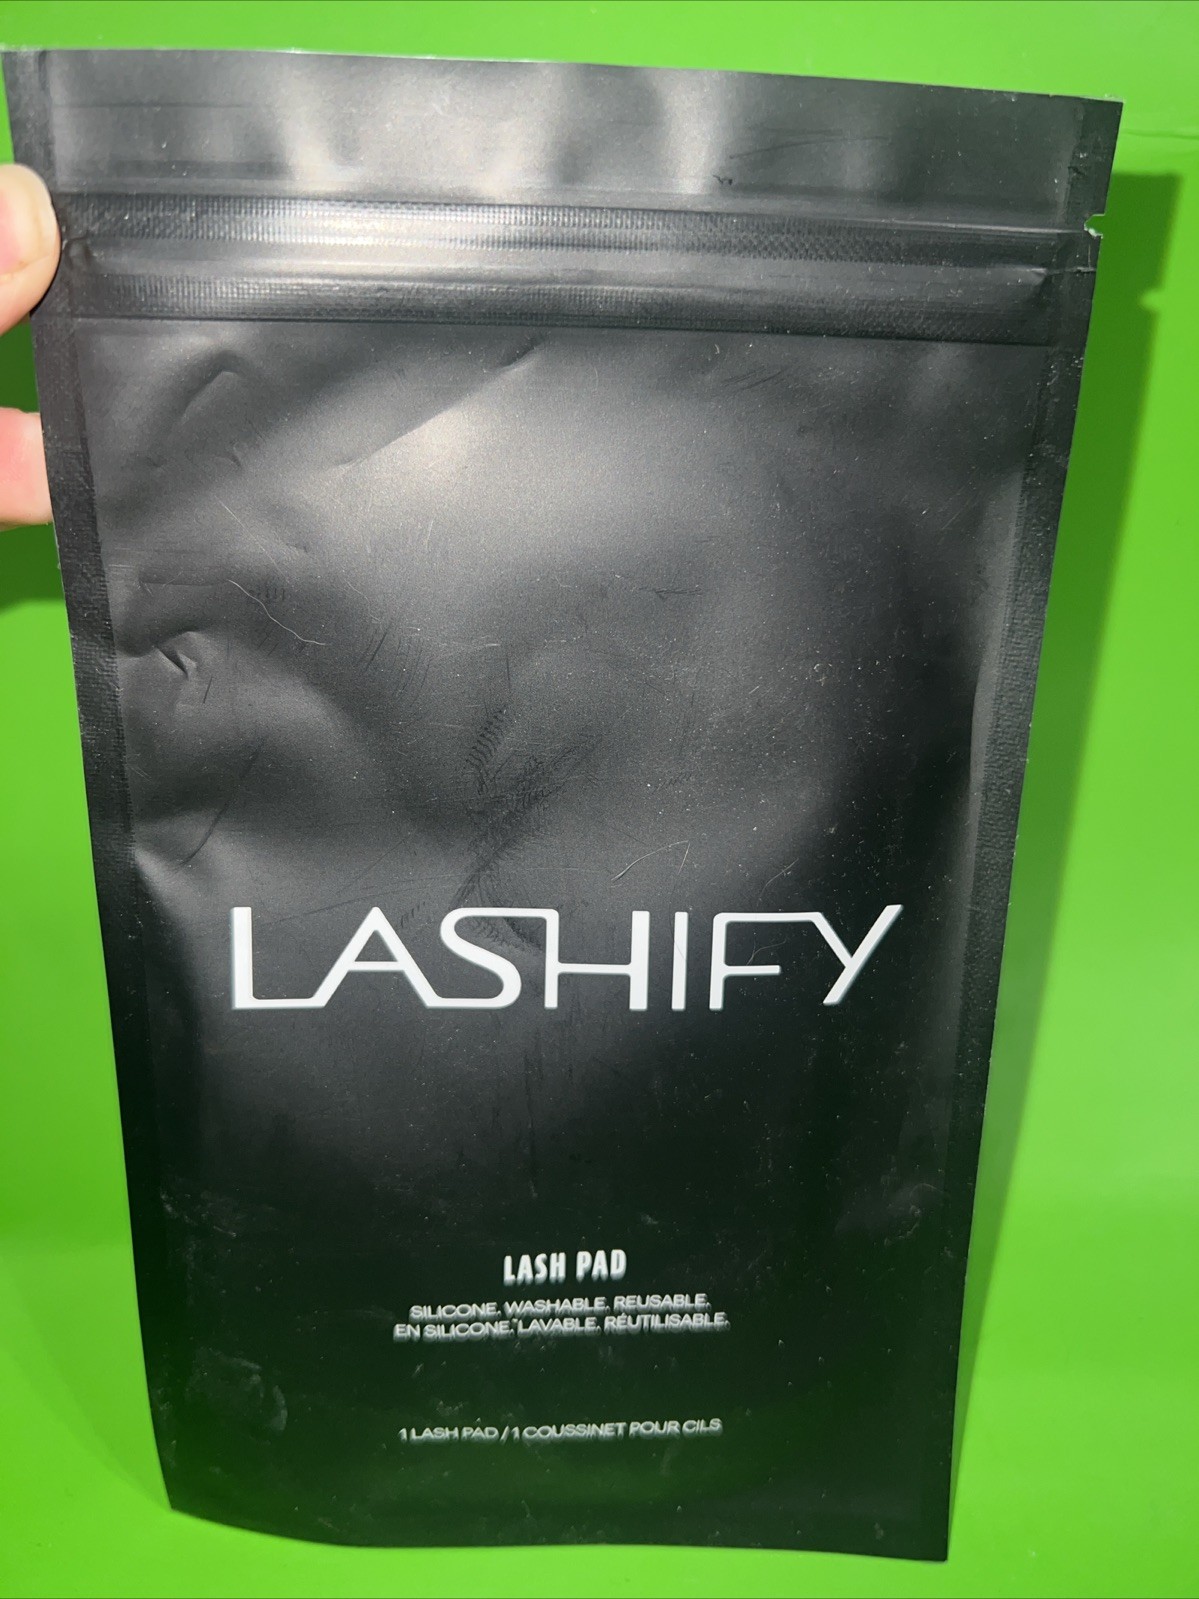 LASHIFY
LASH PAD
SILICONE. WASHABLE. REUSABLE.
EN SILICONE. LAVABLE. RÉUTILISABLE.
1 LASH PAD / 1 COUSSINET POUR CILS